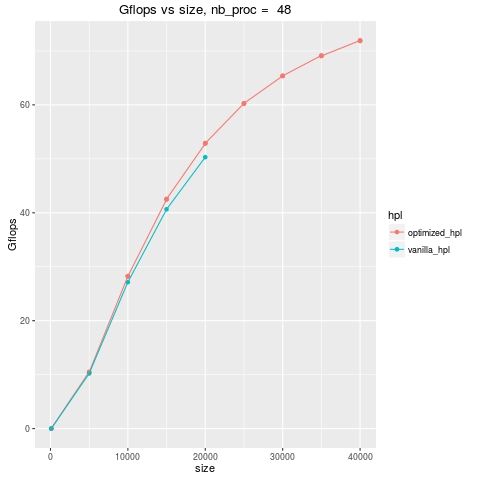 Gflops vs size, nb_proc = 48
Gflops
60
40
20
0
0 10000 20000 30000 40000
size
hpl
optimized_hpl
vanilla_hpl